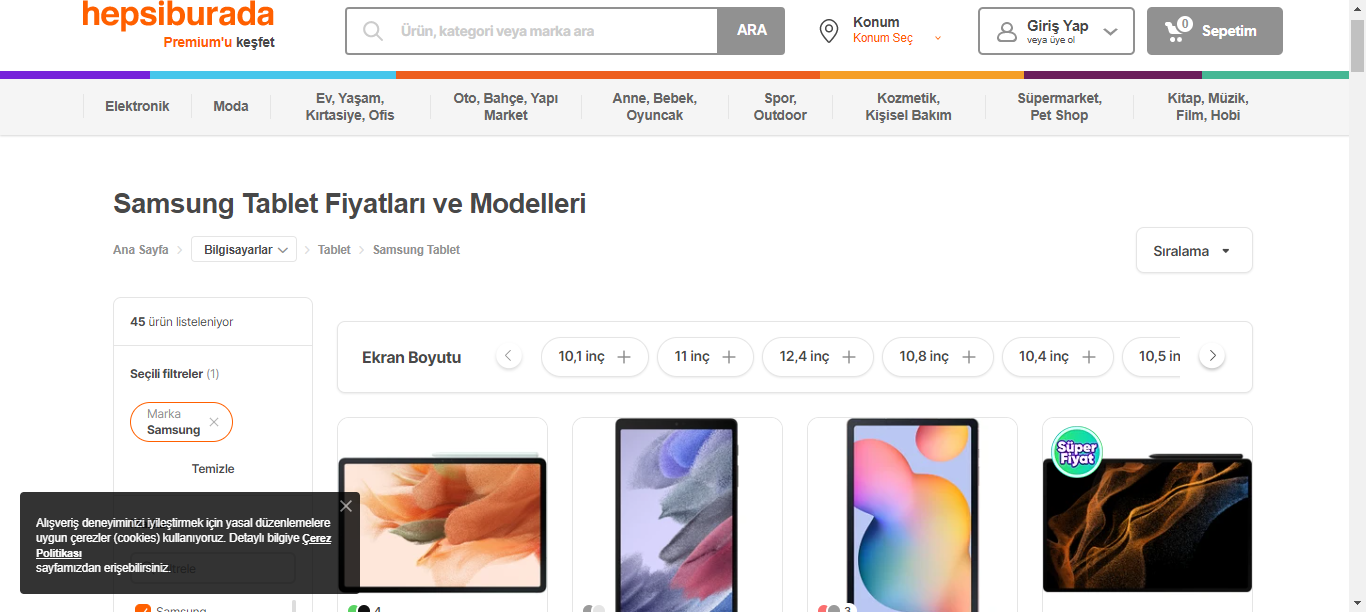 hepsiburada
Premium'u keşfet
Ürün, kategori veya marka ara
ARA
Konum
Konum Seç
Giriş Yap
veya üye ol
0
Sepetim
Elektronik
Moda
Ev, Yaşam,
Kırtasiye, Ofis
Oto, Bahçe, Yapı
Market
Anne, Bebek,
Oyuncak
Spor,
Outdoor
Kozmetik,
Kişisel Bakım
Süpermarket,
Pet Shop
Kitap, Müzik,
Film, Hobi
Samsung Tablet Fiyatları ve Modelleri
Ana Sayfa
Bilgisayarlar
Tablet
Samsung Tablet
Sıralama
45 ürün listeleniyor
Seçili filtreler (1)
Marka
Samsung
Temizle
Ekran Boyutu
10,1 inç
11 inç
12,4 inç
10,8 inç
10,4 inç
10,5 in
Süper
Fiyat
Alışveriş deneyiminizi iyileştirmek için yasal düzenlemelere
uygun çerezler (cookies) kullanıyoruz. Detaylı bilgiye Çerez
Politikası
sayfamızdan erişebilirsiniz.
Samsung
4
3